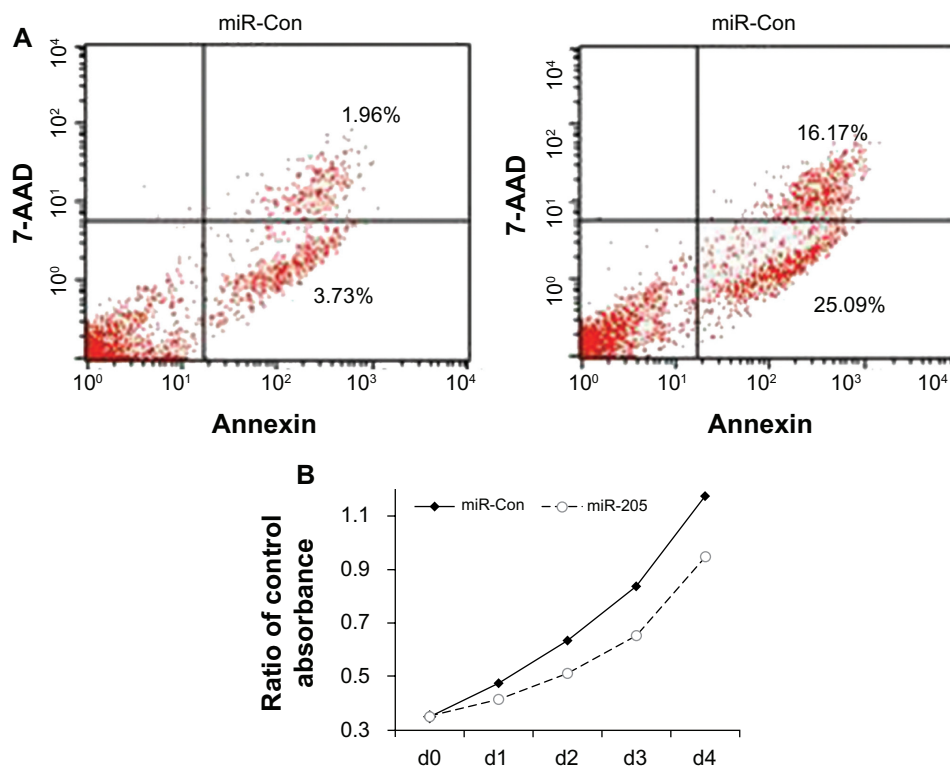 A
miR-Con
10⁴
10²
10¹
10⁰
7-AAD
1.96%
3.73%
10⁰ 10¹ 10² 10³ 10⁴
Annexin
miR-Con
10⁴
10²
10¹
10⁰
7-AAD
16.17%
25.09%
10⁰ 10¹ 10² 10³ 10⁴
Annexin
B
miR-Con miR-205
Ratio of control
absorbance
1.1
0.9
0.7
0.5
0.3
d0 d1 d2 d3 d4